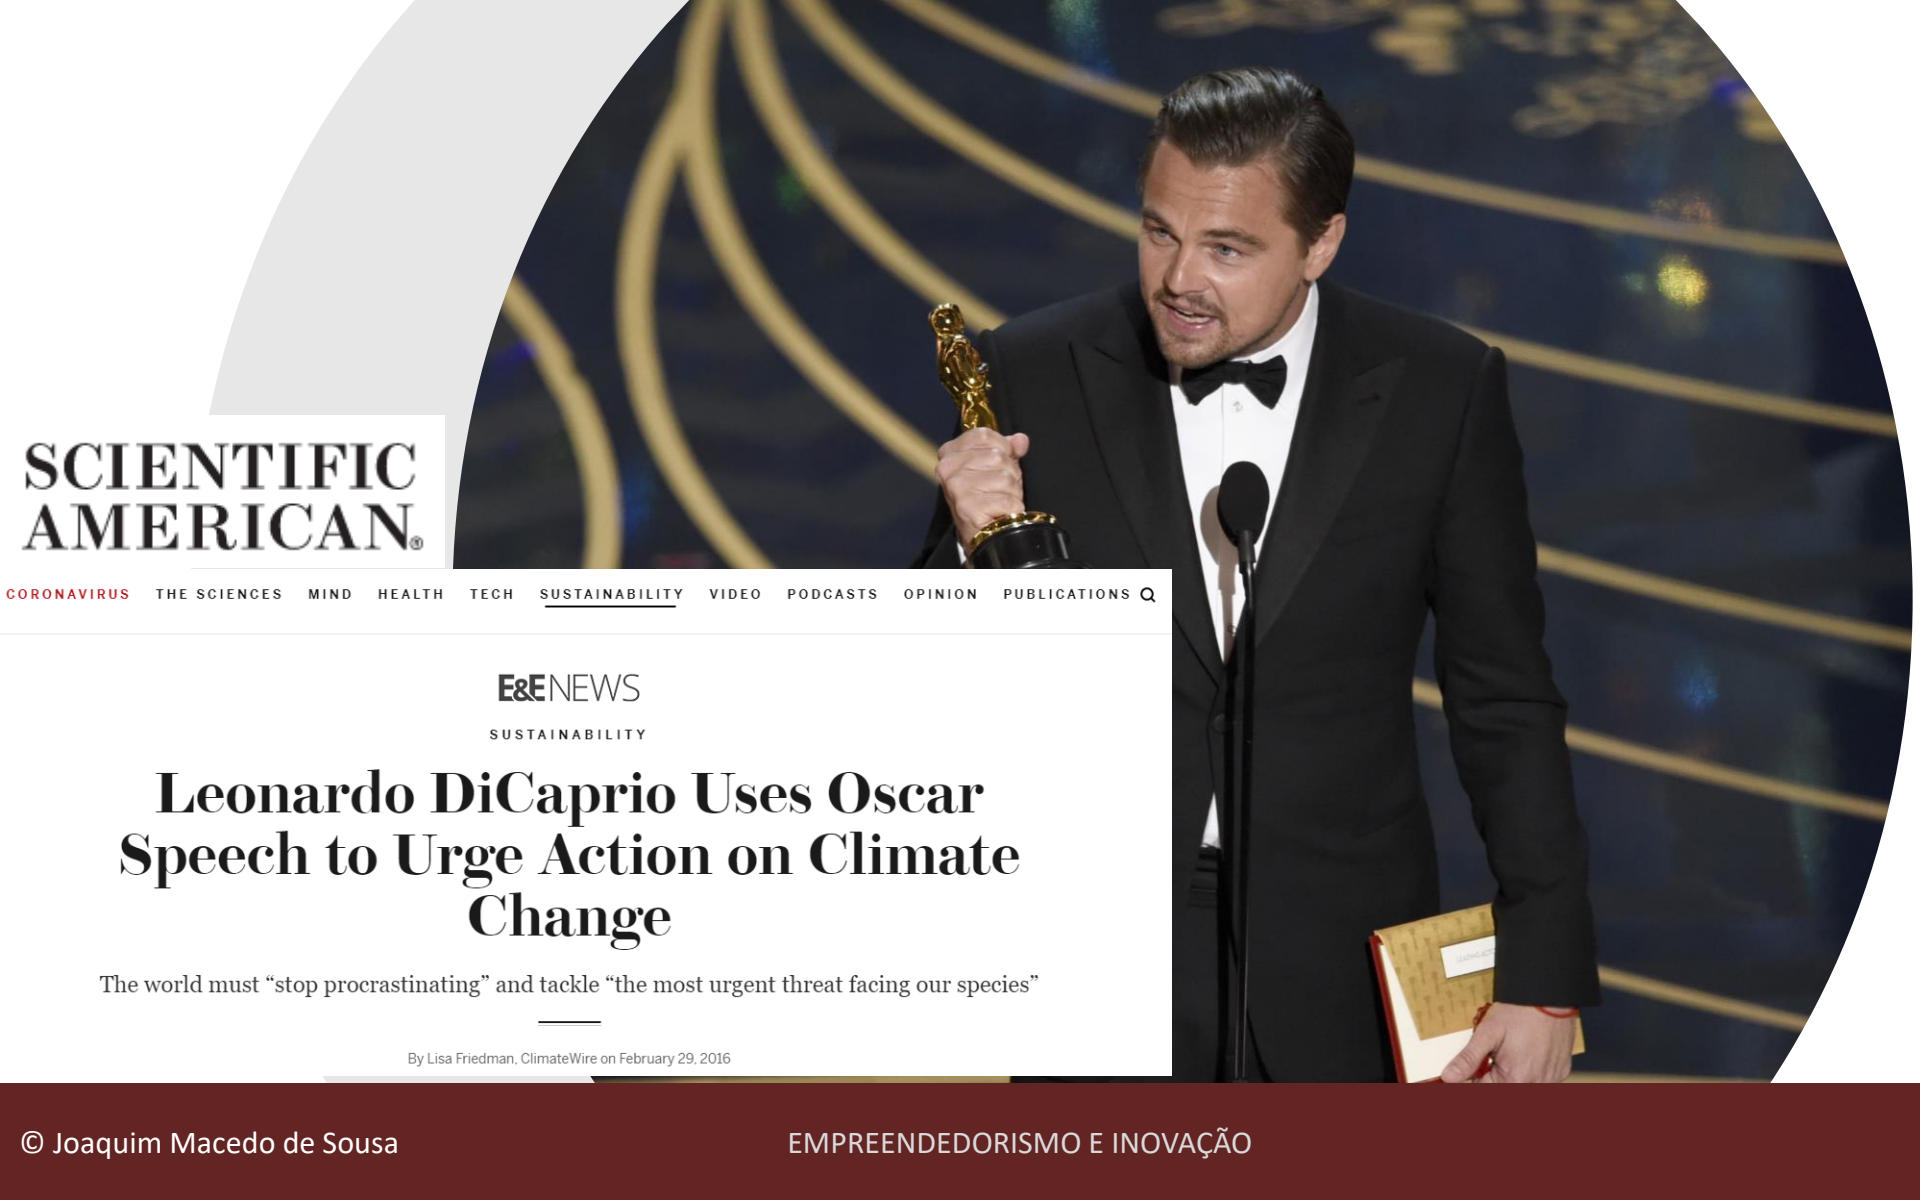 SCIENTIFIC
AMERICAN®
CORONAVIRUS THE SCIENCES MIND HEALTH TECH SUSTAINABILITY VIDEO PODCASTS OPINION PUBLICATIONS
E&E NEWS
SUSTAINABILITY
Leonardo DiCaprio Uses Oscar
Speech to Urge Action on Climate
Change
The world must “stop procrastinating” and tackle “the most urgent threat facing our species”
By Lisa Friedman, ClimateWire on February 29, 2016
© Joaquim Macedo de Sousa
EMPREENDEDORISMO E INOVAÇÃO